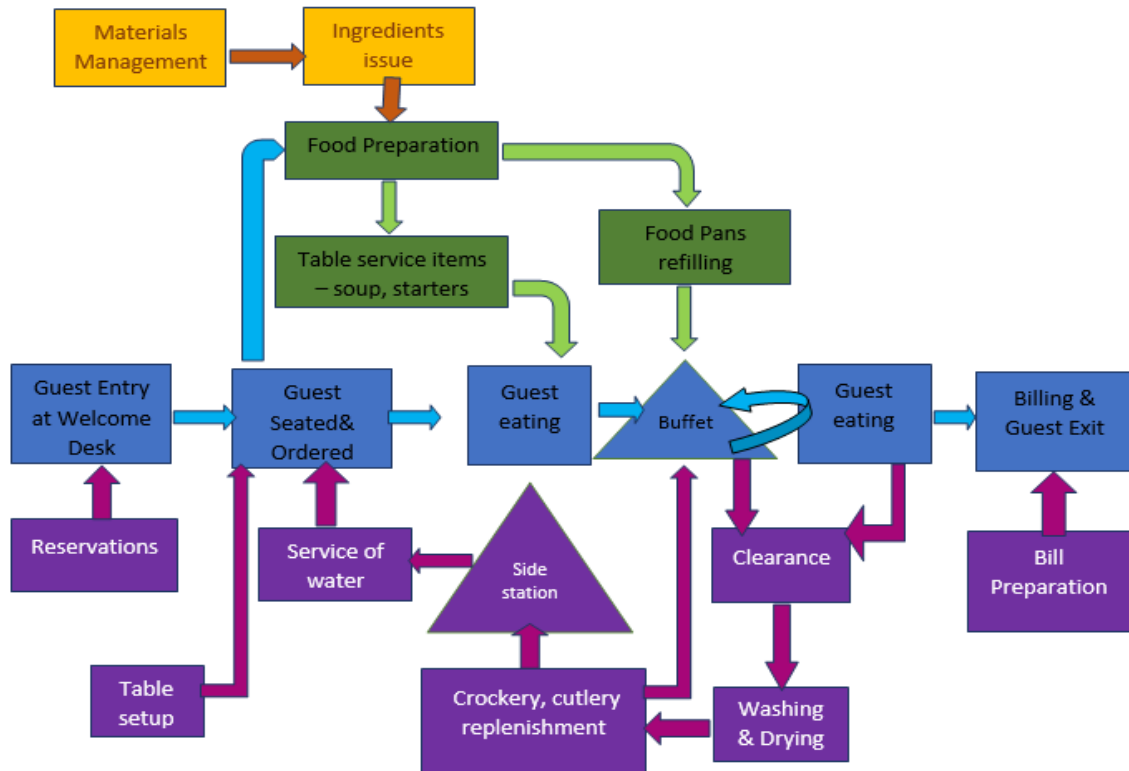 Materials
Management
Ingredients
issue
Food Preparation
Table service items
– soup, starters
Food Pans
refilling
Guest Entry
at Welcome
Desk
Guest
Seated&
Ordered
Guest
eating
Buffet
Guest
eating
Billing &
Guest Exit
Reservations
Service of
water
Side
station
Clearance
Bill
Preparation
Table
setup
Crockery, cutlery
replenishment
Washing
& Drying